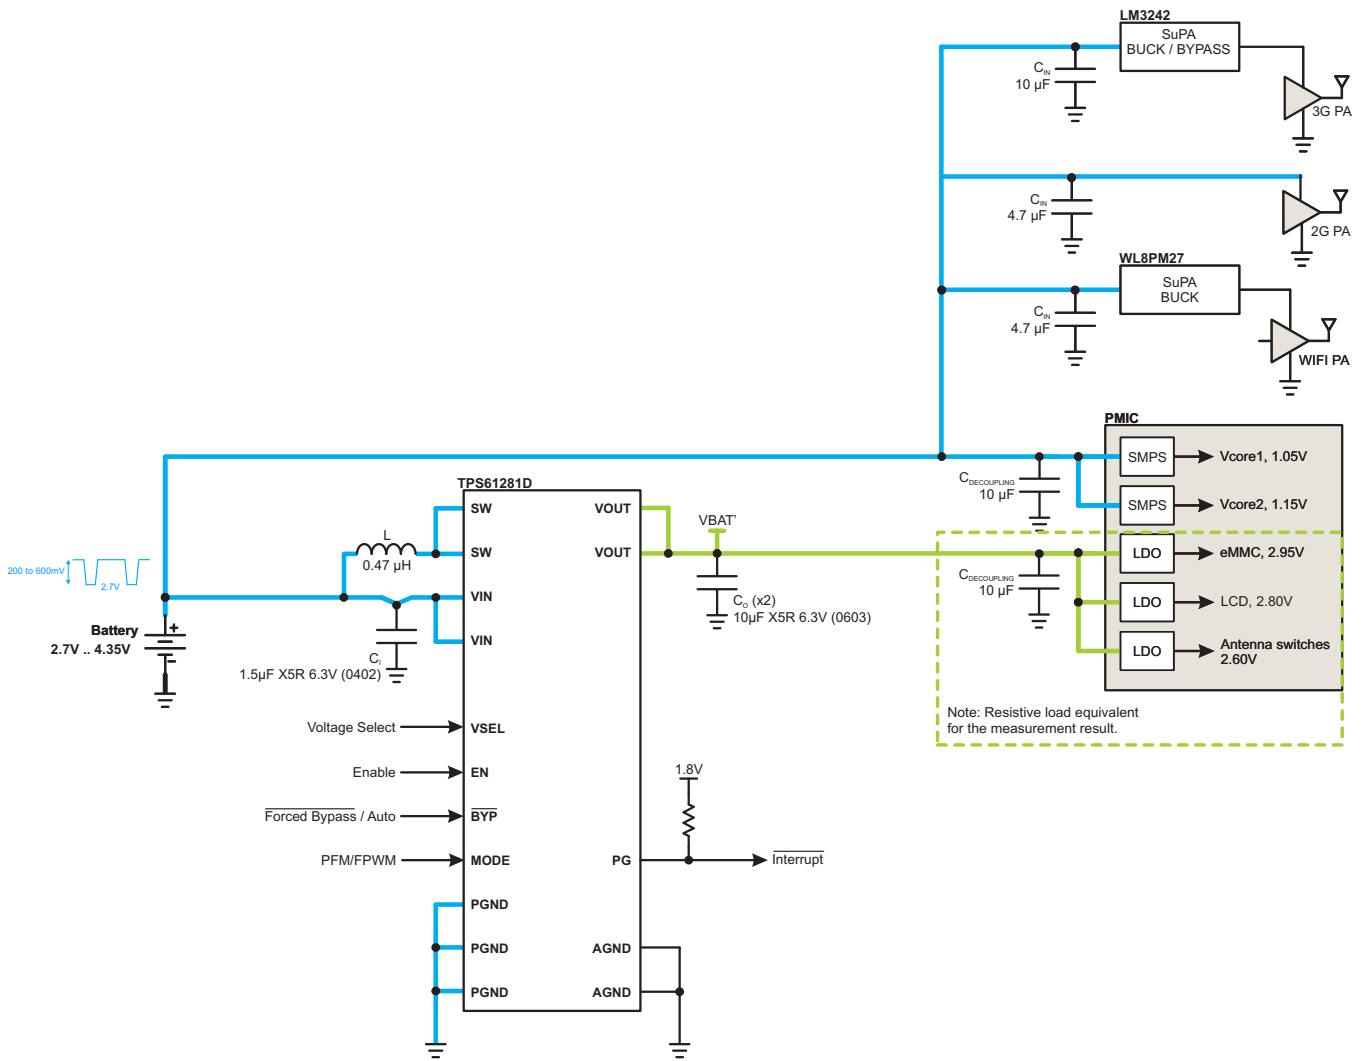 LM3242
SuPA
BUCK / BYPASS
CIN
10 µF
3G PA
CIN
4.7 µF
2G PA
WL8PM27
SuPA
BUCK
CIN
4.7 µF
WIFI PA
PMIC
SMPS
Vcore1, 1.05V
CDECOUPLING
10 µF
SMPS
Vcore2, 1.15V
TPS61281D
SW
VOUT
VBAT'
L
0.47 µH
SW
VOUT
LDO
eMMC, 2.95V
200 to 600mV
2.7V
CDECOUPLING
10 µF
VIN
CO (x2)
10µF X5R 6.3V (0603)
LDO
LCD, 2.80V
Battery
+
-
2.7V .. 4.35V
VIN
LDO
Antenna switches
2.60V
CI
1.5µF X5R 6.3V (0402)
Note: Resistive load equivalent
for the measurement result.
Voltage Select
VSEL
Enable
EN
1.8V
Forced Bypass / Auto
BYP
PFM/FPWM
MODE
PG
Interrupt
PGND
PGND
AGND
PGND
AGND